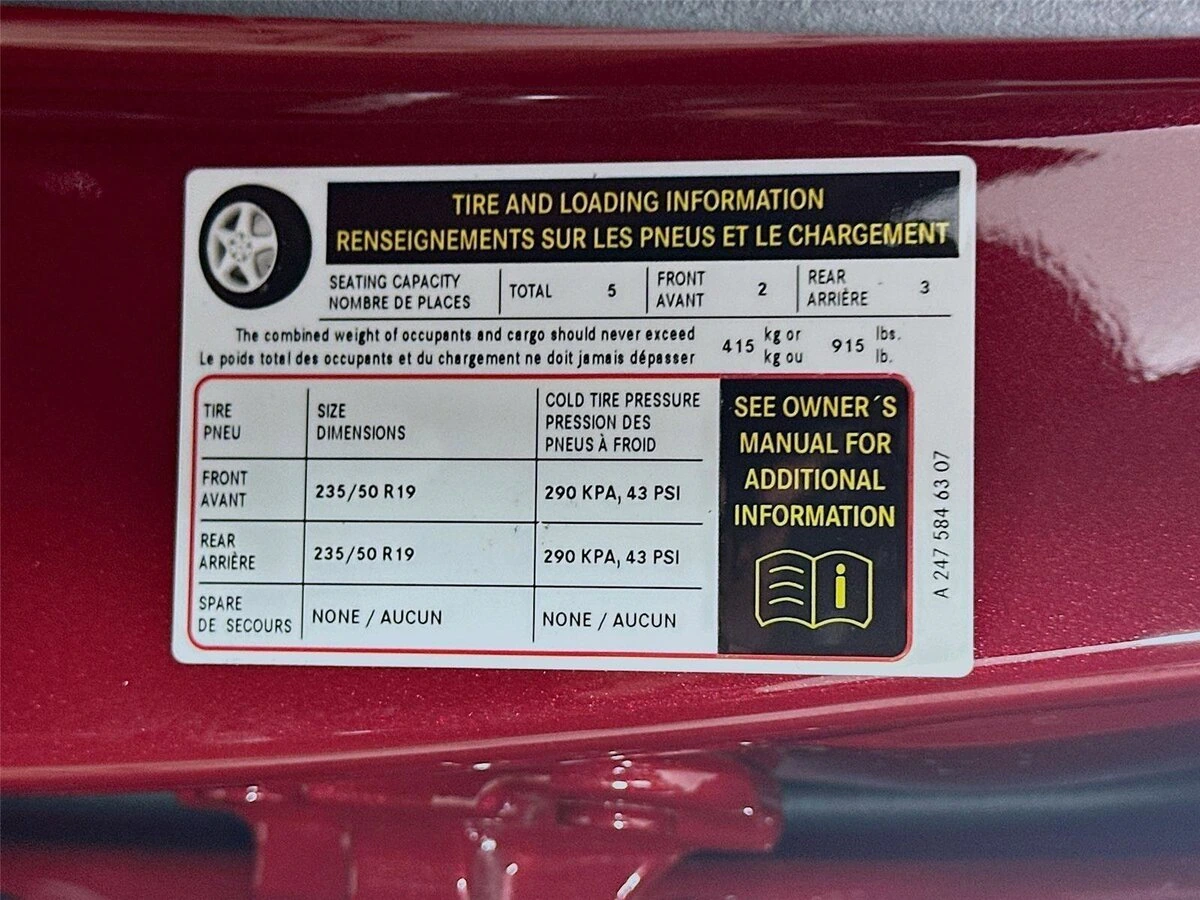 TIRE AND LOADING INFORMATION
RENSEIGNEMENTS SUR LES PNEUS ET LE CHARGEMENT
SEATING CAPACITY
NOMBRE DE PLACES
TOTAL 5
FRONT
AVANT
2
REAR
ARRIÈRE
3
The combined weight of occupants and cargo should never exceed
Le poids total des occupants et du chargement ne doit jamais dépasser
415 kg or
kg ou
915 lbs.
lb.
TIRE
PNEU
SIZE
DIMENSIONS
COLD TIRE PRESSURE
PRESSION DES
PNEUS À FROID
FRONT
AVANT
235/50 R19
290 KPA, 43 PSI
REAR
ARRIÈRE
235/50 R19
290 KPA, 43 PSI
SPARE
DE SECOURS
NONE / AUCUN
NONE / AUCUN
SEE OWNER´S
MANUAL FOR
ADDITIONAL
INFORMATION
i
A 247 584 63 07